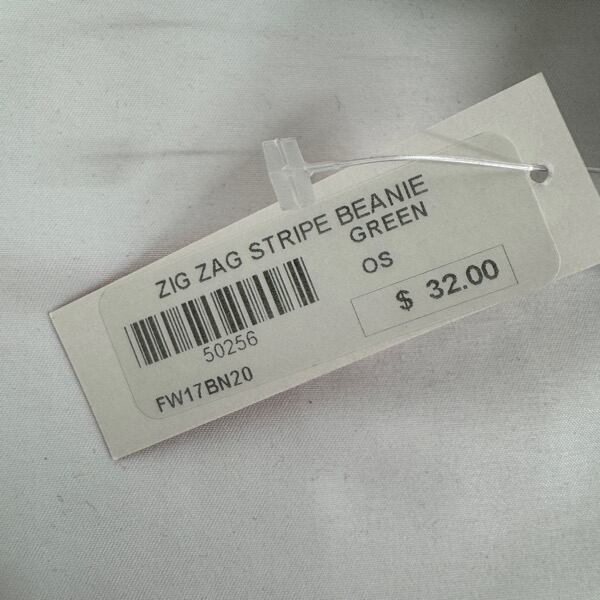 ZIG ZAG STRIPE BEANIE
GREEN
OS
$ 32.00
50256
FW17BN20